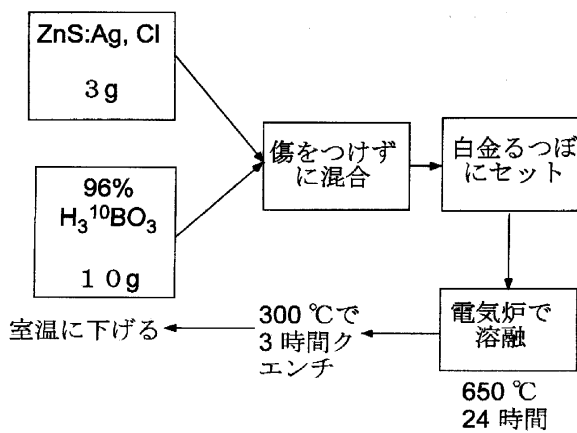 ZnS:Ag, Cl
３g
96%
H₃¹⁰BO₃
１０g
傷をつけず
に混合
白金るつぼ
にセット
電気炉で
溶融
650 ℃
24 時間
300 ℃で
3 時間ク
エンチ
室温に下げる